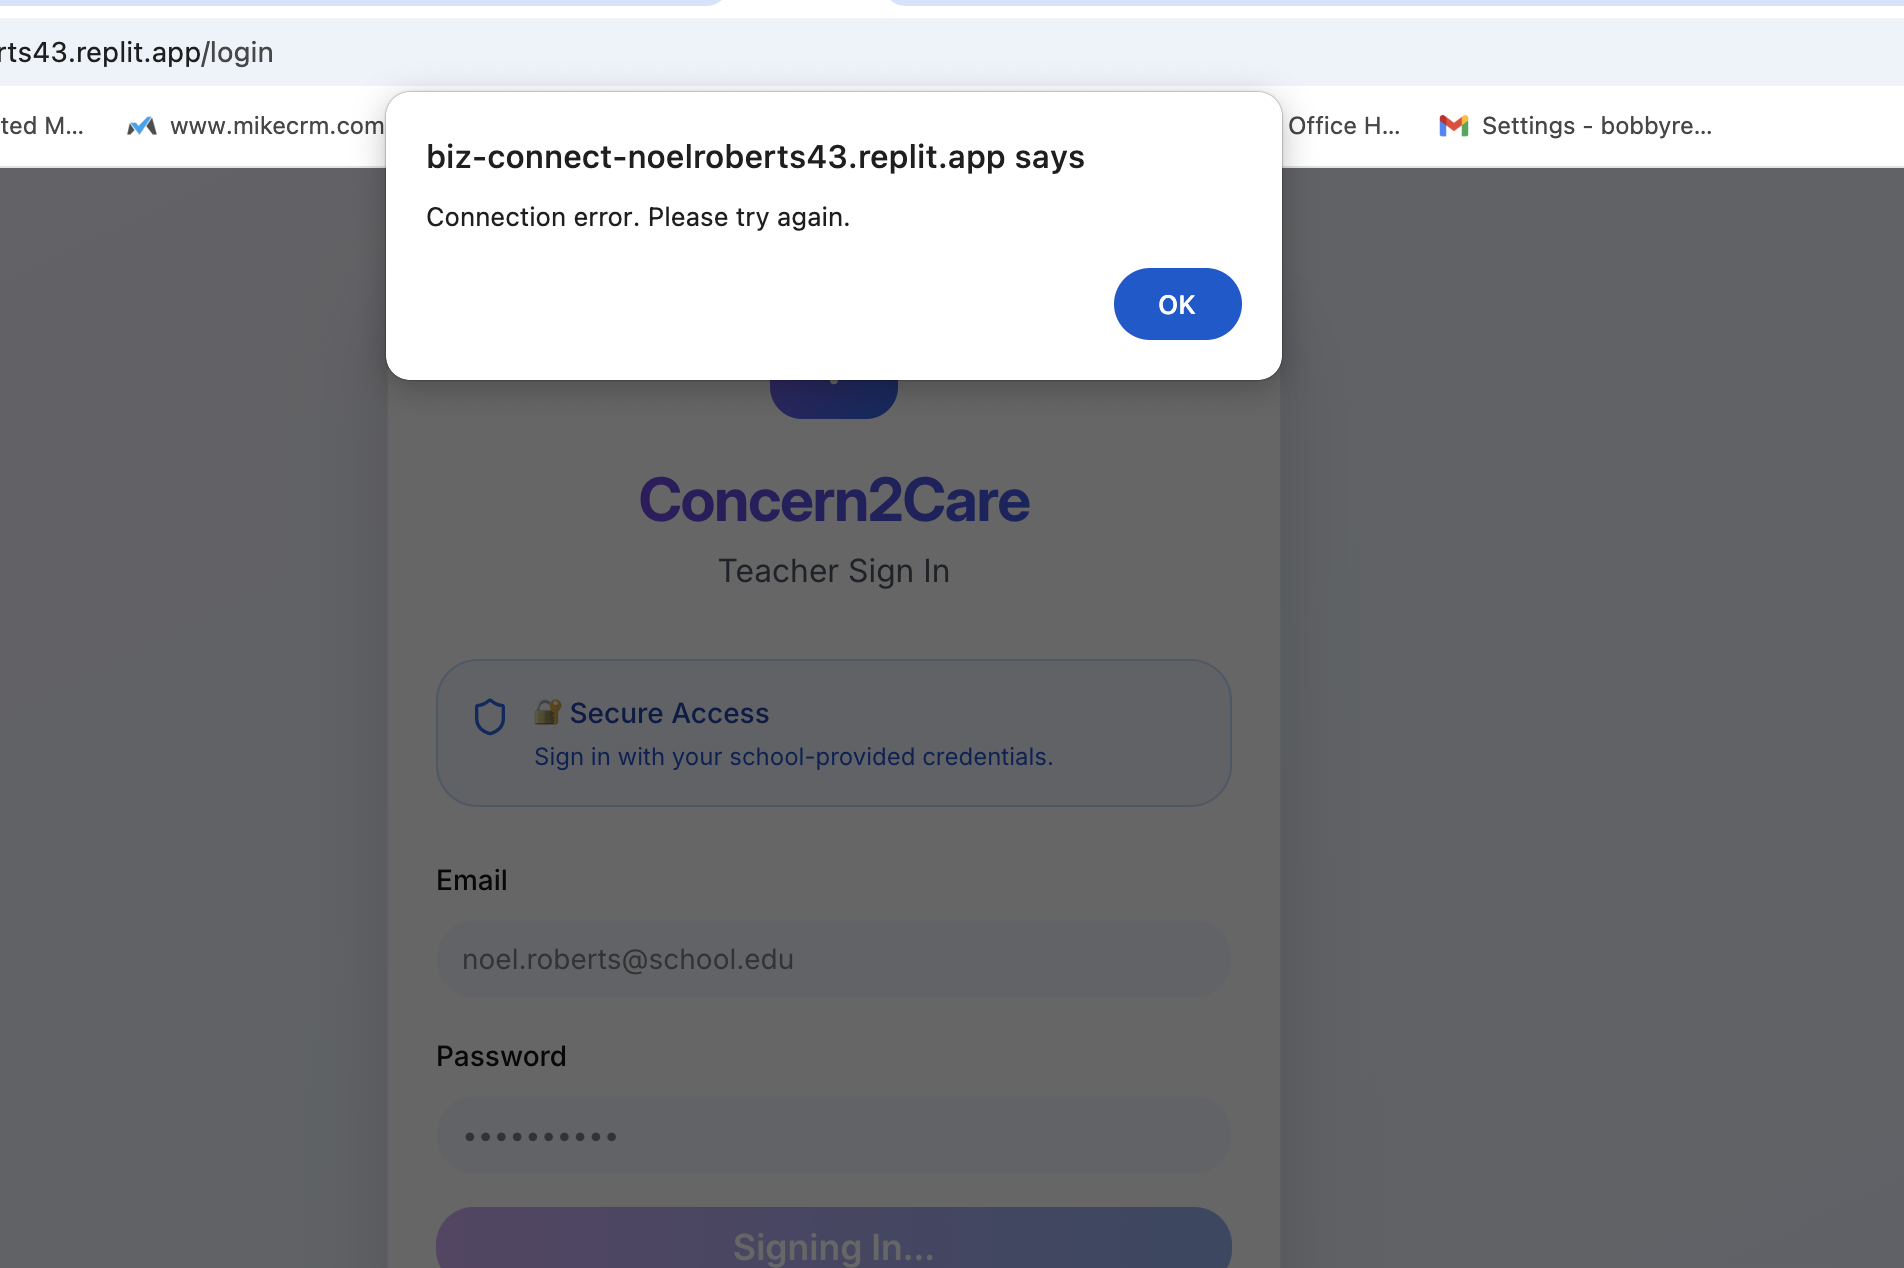 rts43.replit.app/login
ted M...
www.mikecrm.com
Office H...
Settings - bobbyre...
biz-connect-noelroberts43.replit.app says
Connection error. Please try again.
OK
Concern2Care
Teacher Sign In
🔐 Secure Access
Sign in with your school-provided credentials.
Email
noel.roberts@school.edu
Password
••••••••••
Signing In...